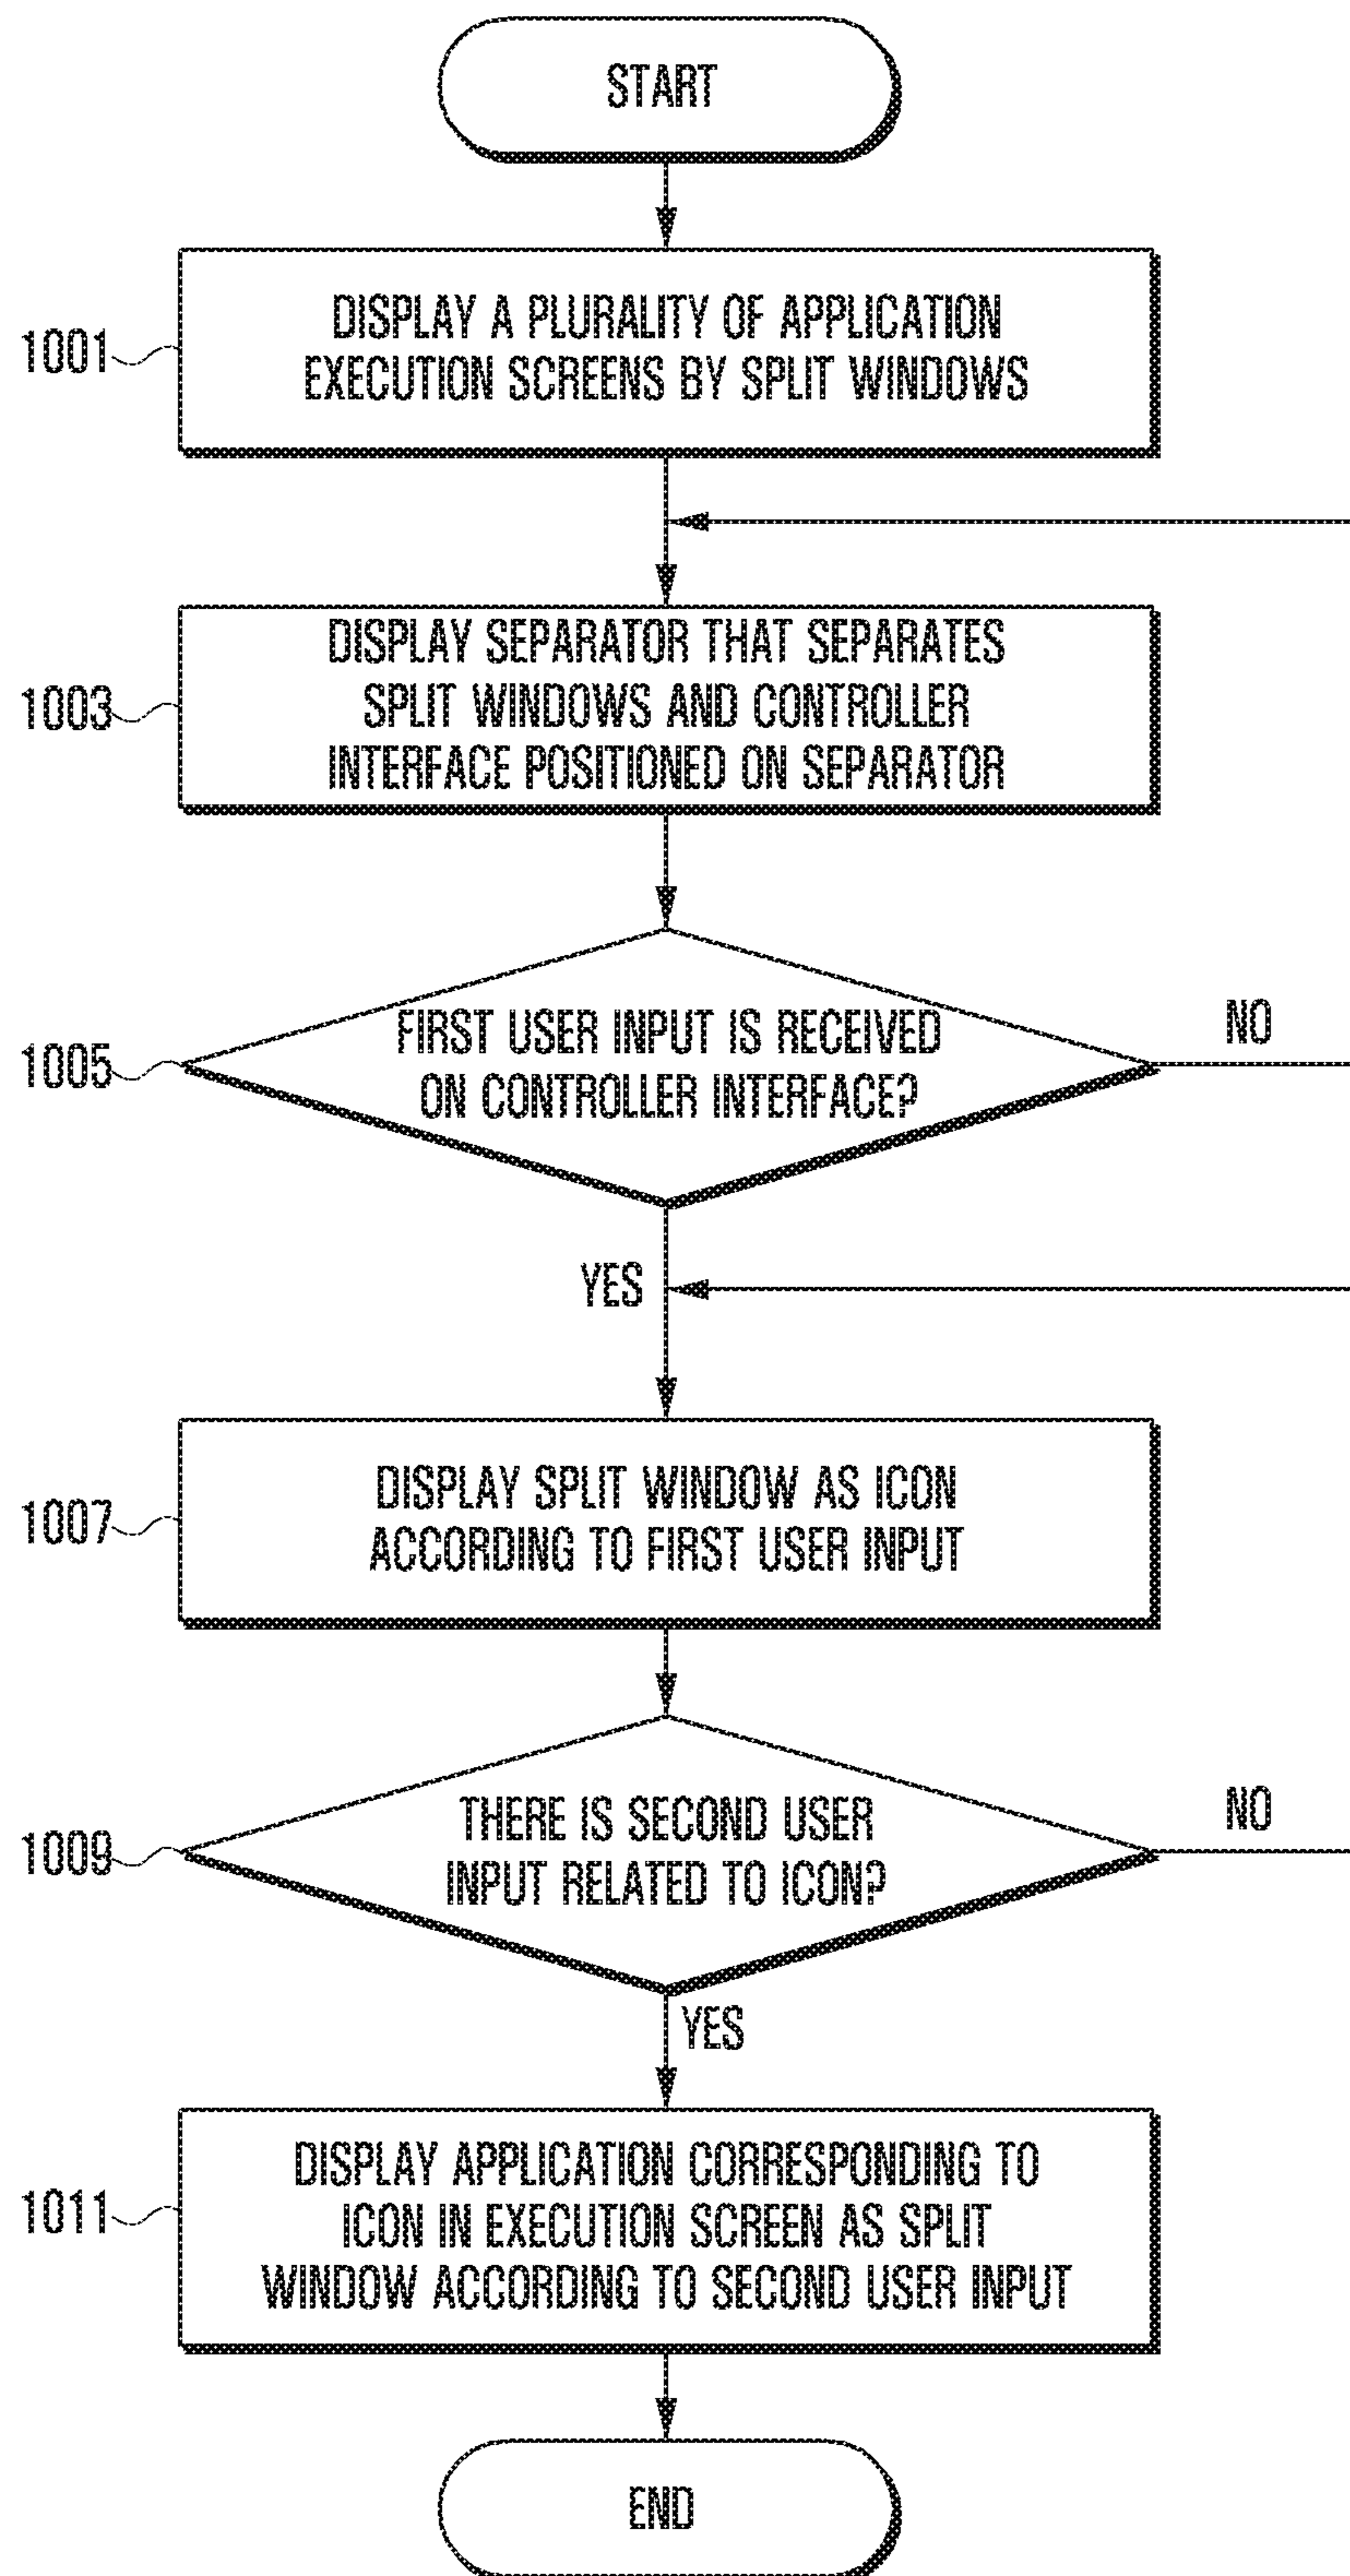 START
1001
DISPLAY A PLURALITY OF APPLICATION
EXECUTION SCREENS BY SPLIT WINDOWS
1003
DISPLAY SEPARATOR THAT SEPARATES
SPLIT WINDOWS AND CONTROLLER
INTERFACE POSITIONED ON SEPARATOR
1005
FIRST USER INPUT IS RECEIVED
ON CONTROLLER INTERFACE?
NO
YES
1007
DISPLAY SPLIT WINDOW AS ICON
ACCORDING TO FIRST USER INPUT
1009
THERE IS SECOND USER
INPUT RELATED TO ICON?
NO
YES
1011
DISPLAY APPLICATION CORRESPONDING TO
ICON IN EXECUTION SCREEN AS SPLIT
WINDOW ACCORDING TO SECOND USER INPUT
END